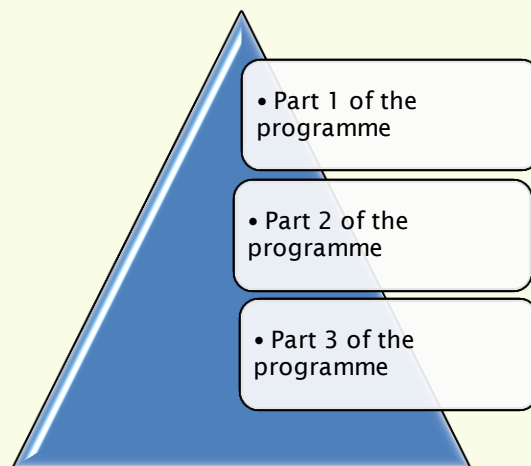 • Part 1 of the
programme
• Part 2 of the
programme
• Part 3 of the
programme